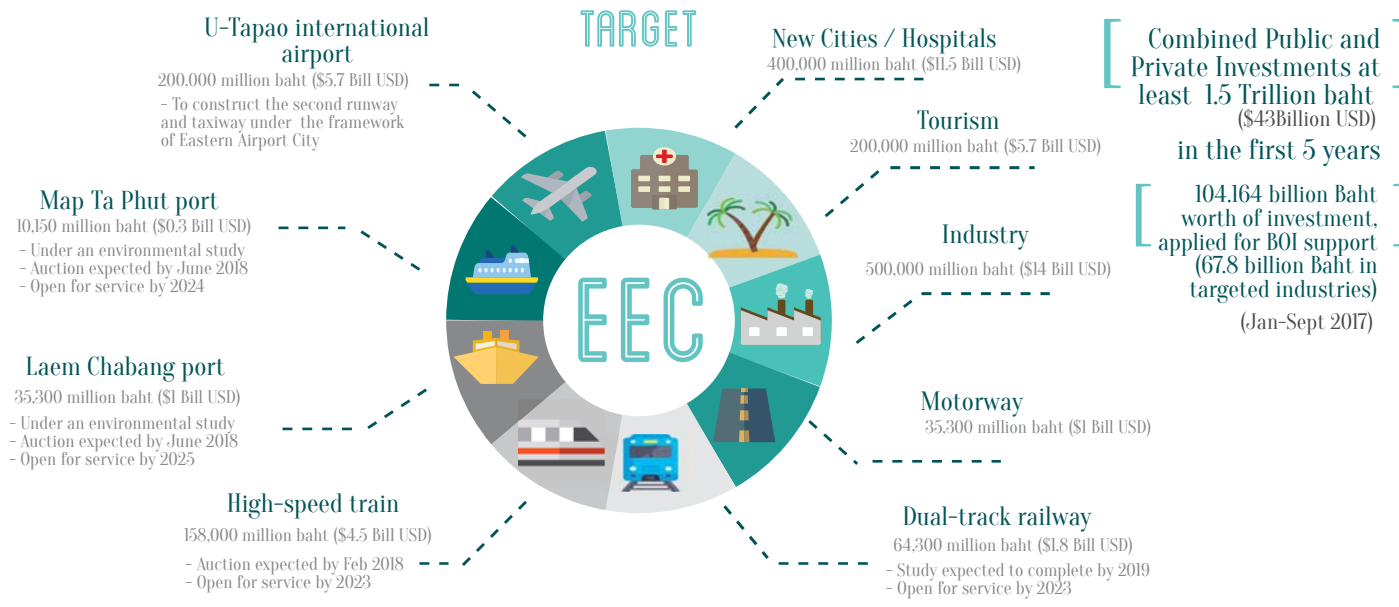 TARGET
U-Tapao international
airport
200,000 million baht ($5.7 Bill USD)
- To construct the second runway
and taxiway under the framework
of Eastern Airport City
Map Ta Phut port
10,150 million baht ($0.3 Bill USD)
- Under an environmental study
- Auction expected by June 2018
- Open for service by 2024
Laem Chabang port
35,300 million baht ($1 Bill USD)
- Under an environmental study
- Auction expected by June 2018
- Open for service by 2025
High-speed train
158,000 million baht ($4.5 Bill USD)
- Auction expected by Feb 2018
- Open for service by 2023
EEC
New Cities / Hospitals
400,000 million baht ($11.5 Bill USD)
Tourism
200,000 million baht ($5.7 Bill USD)
Industry
500,000 million baht ($14 Bill USD)
Motorway
35,300 million baht ($1 Bill USD)
Dual-track railway
64,300 million baht ($1.8 Bill USD)
- Study expected to complete by 2019
- Open for service by 2023
Combined Public and
Private Investments at
least 1.5 Trillion baht
($43Billion USD)
in the first 5 years
104.164 billion Baht
worth of investment,
applied for BOI support
(67.8 billion Baht in
targeted industries)
(Jan-Sept 2017)